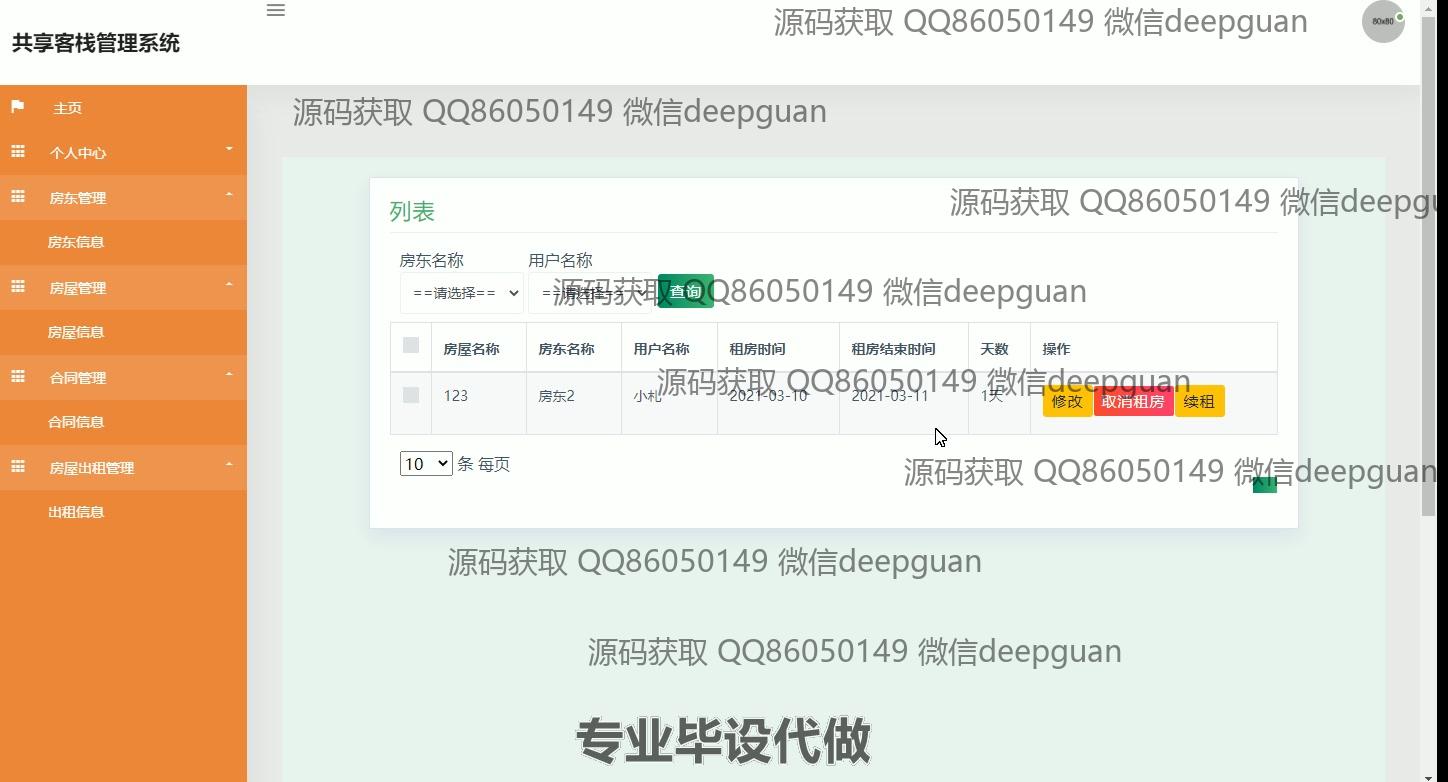 源码获取 QQ86050149 微信deepguan
80x80
共享客栈管理系统
源码获取 QQ86050149 微信deepguan
主页
个人中心
房东管理
房东信息
房屋管理
房屋信息
合同管理
合同信息
房屋出租管理
出租信息
列表
源码获取 QQ86050149 微信deepgu
房东名称 用户名称
==请选择== ==请选择== 查询
源码获取 QQ86050149 微信deepguan
房屋名称 房东名称 用户名称 租房时间 租房结束时间 天数 操作
源码获取 QQ86050149 微信deepguan
123 房东2 小札 2021-03-10 2021-03-11 1天 修改 取消租房 续租
10 条 每页
源码获取 QQ86050149 微信deepguan
源码获取 QQ86050149 微信deepguan
源码获取 QQ86050149 微信deepguan
专业毕设代做